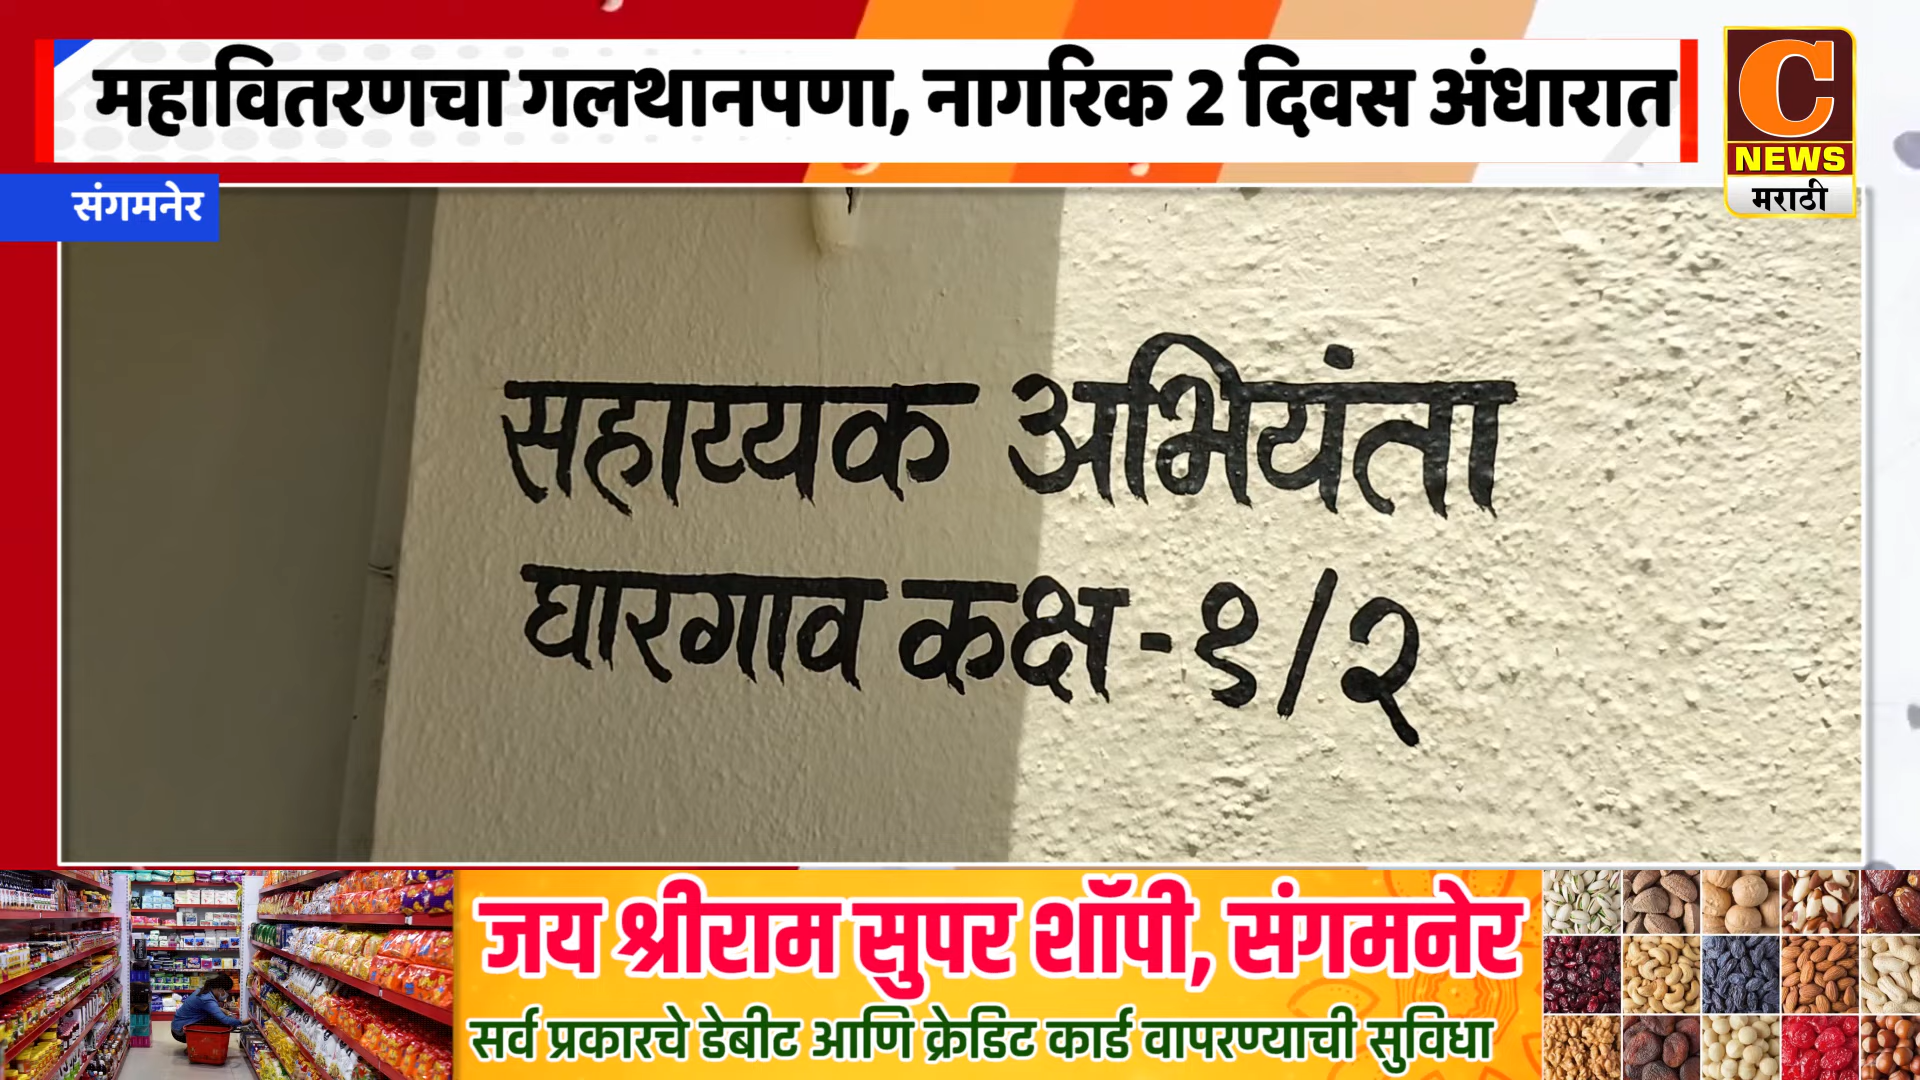 महावितरणचा गलथानपणा, नागरिक 2 दिवस अंधारात
C
NEWS
मराठी
संगमनेर
सहाय्यक अभियंता
घारगाव कक्ष-१/२
जय श्रीराम सुपर शॉपी, संगमनेर
सर्व प्रकारचे डेबीट आणि क्रेडिट कार्ड वापरण्याची सुविधा